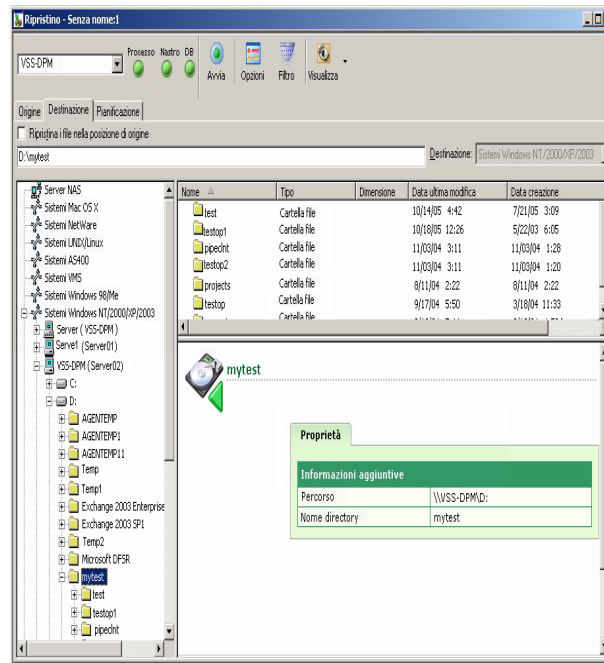 Ripristino - Senza nome:1
VSS-DPM
Processo Nastro DB
Avvia Opzioni Filtro Visualizza
Origine Destinazione Pianificazione
Ripristina i file nella posizione di origine
D:\mytest
Destinazione: Sistemi Windows NT/2000/XP/2003
Server NAS
Sistemi Mac OS X
Sistemi NetWare
Sistemi UNIX/Linux
Sistemi AS400
Sistemi VMS
Sistemi Windows 98/Me
Sistemi Windows NT/2000/XP/2003
Server ( VSS-DPM )
Server (Server01)
VSS-DPM (Server02)
C:
D:
AGENTEMP
AGENTEMP1
AGENTEMP11
Temp
Temp1
Exchange 2003 Enterprise
Exchange 2003 SP1
Temp2
Microsoft DFSR
mytest
test
testop1
pipednt
Nome Tipo Dimensione Data ultima modifica Data creazione
test Cartella file 10/14/05 4:42 7/21/05 3:09
testop1 Cartella file 10/18/05 12:26 5/22/03 6:05
pipednt Cartella file 11/03/04 3:11 11/03/04 1:28
testop2 Cartella file 11/03/04 3:11 11/03/04 1:20
projects Cartella file 8/11/04 2:22 8/11/04 2:22
testop Cartella file 9/17/04 5:50 3/18/04 11:33
Cartella file
mytest
Proprietà
Informazioni aggiuntive
Percorso \\VSS-DPM\D:
Nome directory mytest